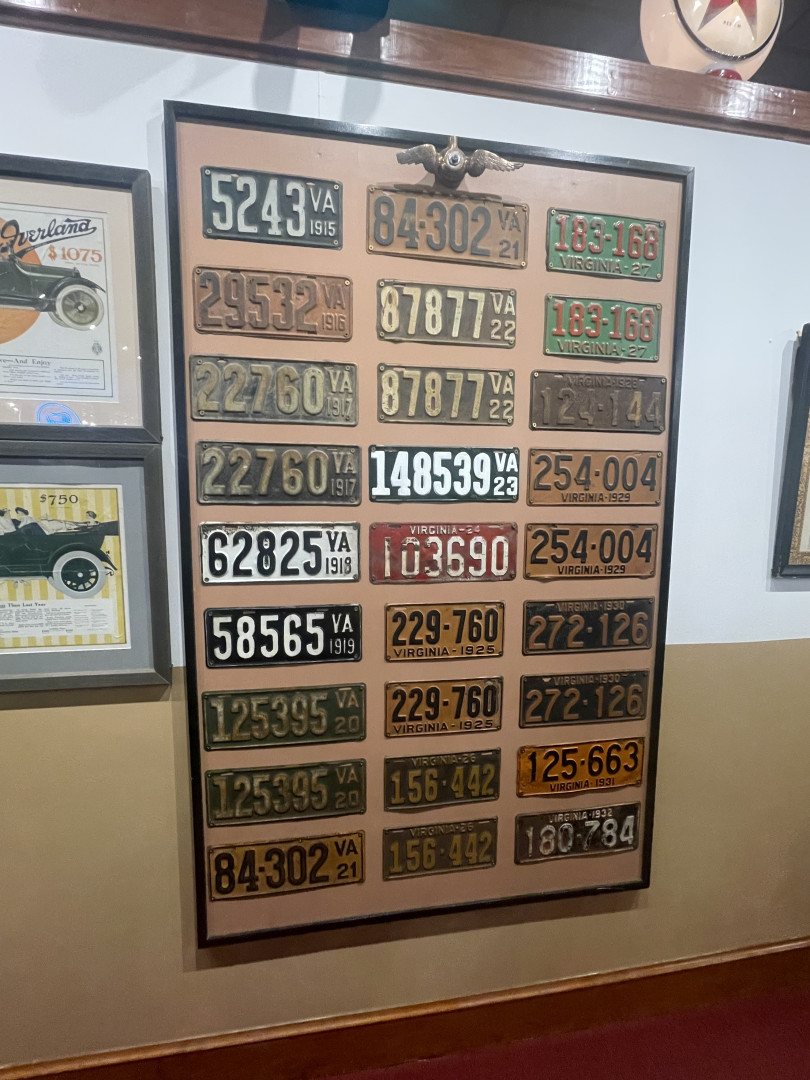 Overland
$1075
And Enjoy
$750
Than Last Year
5243 VA 1915
29532 VA 1916
22760 VA 1917
22760 VA 1917
62825 VA 1918
58565 VA 1919
125395 VA 20
125395 VA 20
84-302 VA 21
84-302 VA 21
87877 VA 22
87877 VA 22
148539 VA 23
VIRGINIA-24
103690
229-760
VIRGINIA-1925
229-760
VIRGINIA-1925
VIRGINIA-26
156-442
VIRGINIA-26
156-442
183-168
VIRGINIA-27
183-168
VIRGINIA-27
VIRGINIA-1928
124-144
254-004
VIRGINIA-1929
254-004
VIRGINIA-1929
VIRGINIA-1930
272-126
VIRGINIA-1930
272-126
125-663
VIRGINIA-1931
VIRGINIA-1932
180-784